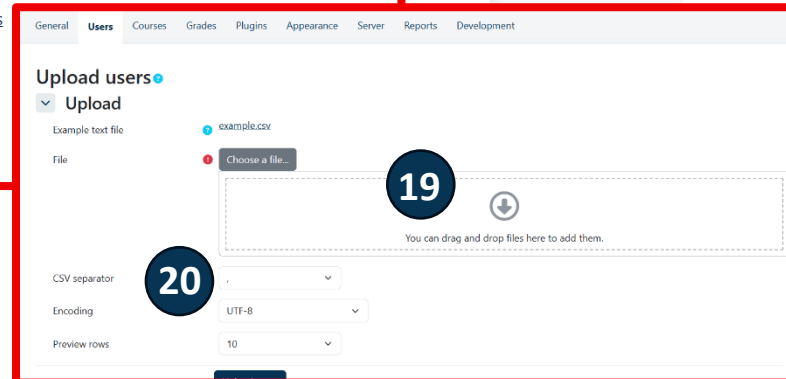 General Users Courses Grades Plugins Appearance Server Reports Development
Upload users
Upload
Example text file example.csv
File Choose a file...
19
You can drag and drop files here to add them.
20
CSV separator ,
Encoding UTF-8
Preview rows 10